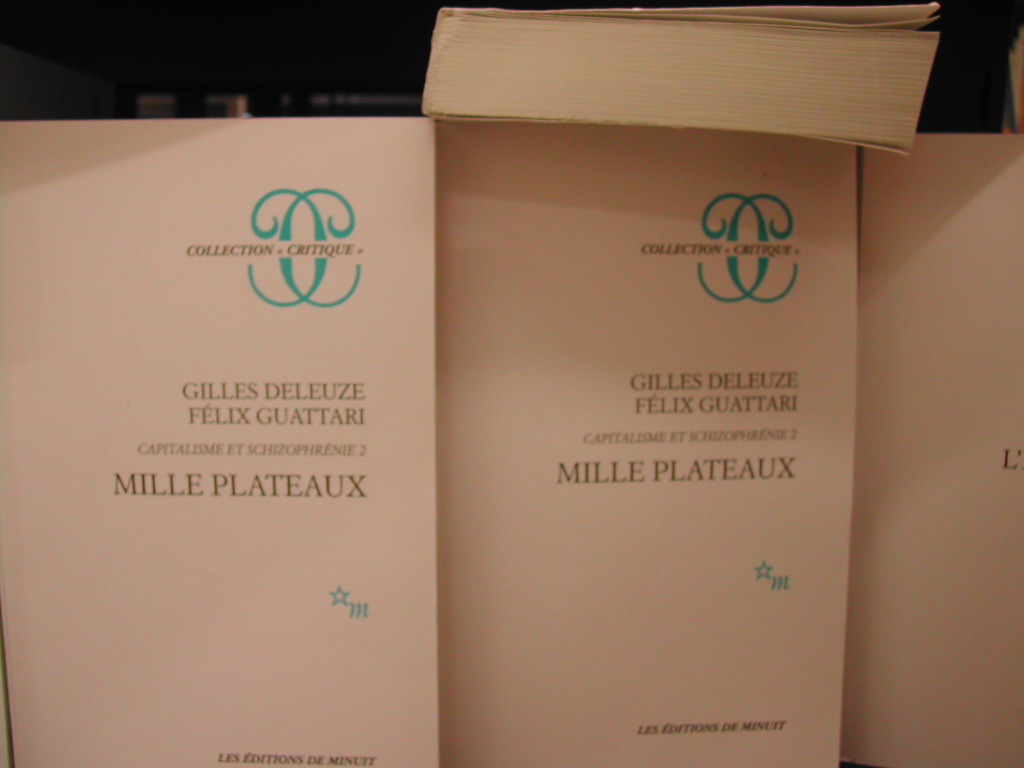 COLLECTION « CRITIQUE »
GILLES DELEUZE
FÉLIX GUATTARI
CAPITALISME ET SCHIZOPHRÉNIE 2
MILLE PLATEAUX
m
LES ÉDITIONS DE MINUIT
COLLECTION « CRITIQUE »
GILLES DELEUZE
FÉLIX GUATTARI
CAPITALISME ET SCHIZOPHRÉNIE 2
MILLE PLATEAUX
m
LES ÉDITIONS DE MINUIT
L'